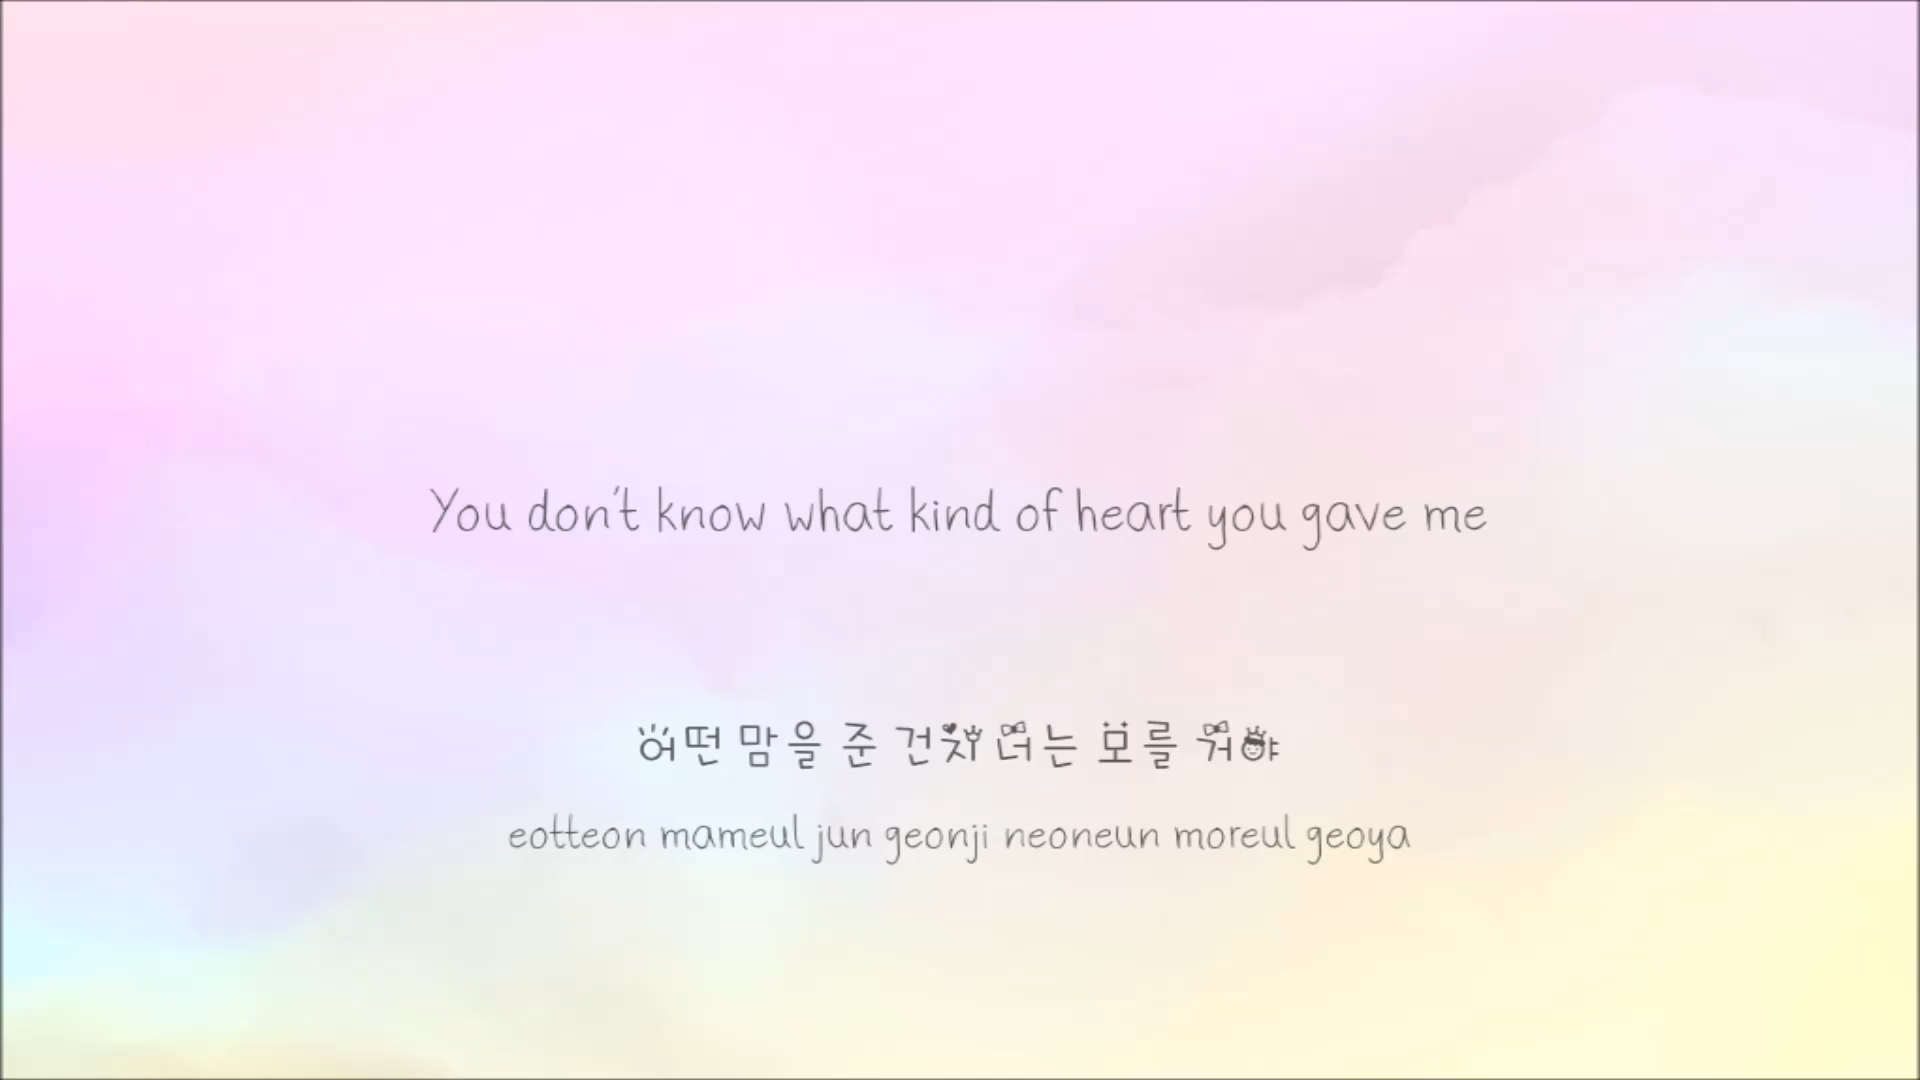 You don't know what kind of heart you gave me
어떤 맘을 준 건지 너는 모를 거야
eotteon mameul jun geonji neoneun moreul geoya